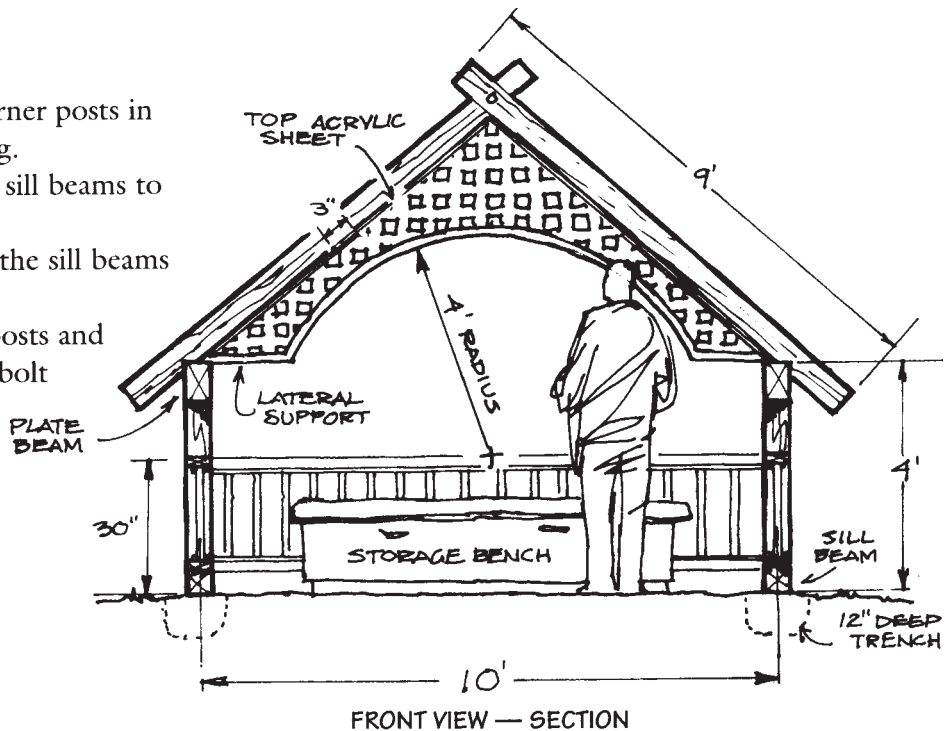 rner posts in
g.
sill beams to
the sill beams
osts and
bolt
TOP ACRYLIC
SHEET
3"
9'
4' RADIUS
LATERAL
SUPPORT
PLATE
BEAM
30"
4'
STORAGE BENCH
SILL
BEAM
12" DEEP
TRENCH
10'
FRONT VIEW — SECTION